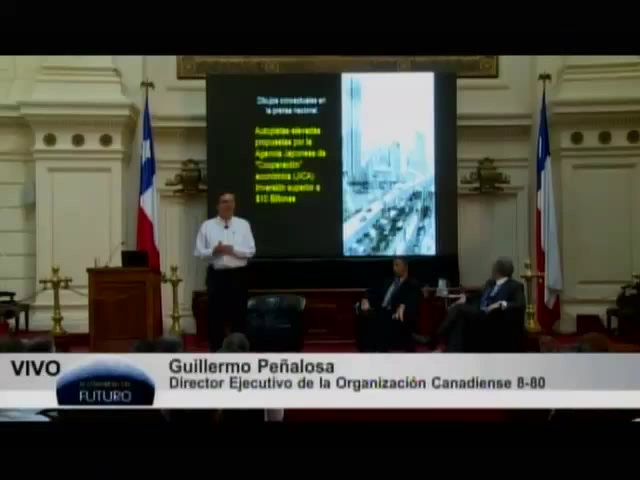 Dibujos conceptuales en
la prensa nacional:
Autopistas elevadas
propuestas por la
Agencia Japonesa de
"Cooperación"
económica (JICA)
Inversión superior a
$10 Billones
VIVO
FUTURO
Guillermo Peñalosa
Director Ejecutivo de la Organización Canadiense 8-80